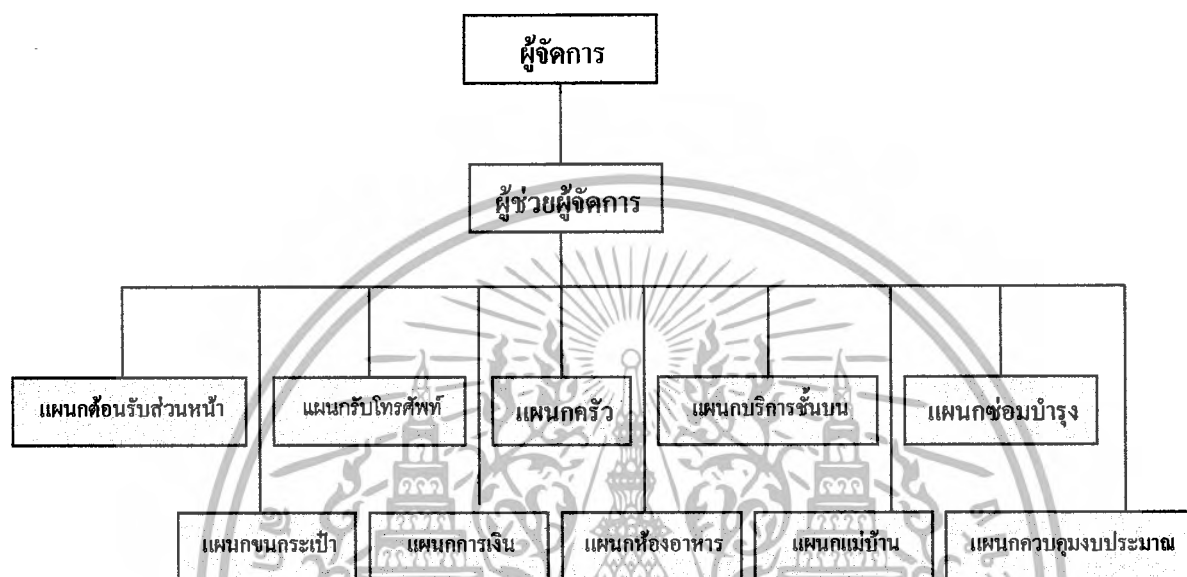 ผู้จัดการ
ผู้ช่วยผู้จัดการ
แผนกต้อนรับส่วนหน้า
แผนกรับโทรศัพท์
แผนกครัว
แผนกบริการชั้นบน
แผนกซ่อมบำรุง
แผนกขนกระเป๋า
แผนกการเงิน
แผนกห้องอาหาร
แผนกแม่บ้าน
แผนกควบคุมงบประมาณ